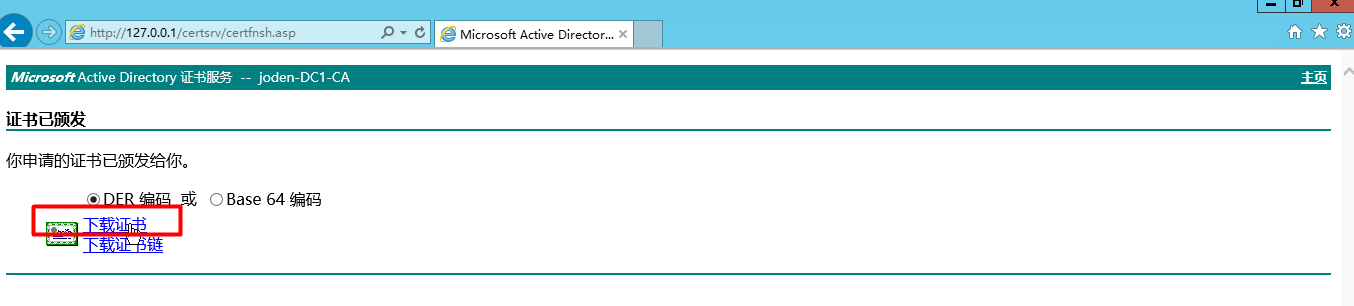 http://127.0.0.1/certsrv/certfnsh.asp
Microsoft Active Director...
Microsoft Active Directory 证书服务 -- joden-DC1-CA
主页
证书已颁发
你申请的证书已颁发给你。
DER 编码 或 Base 64 编码
下载证书
下载证书链